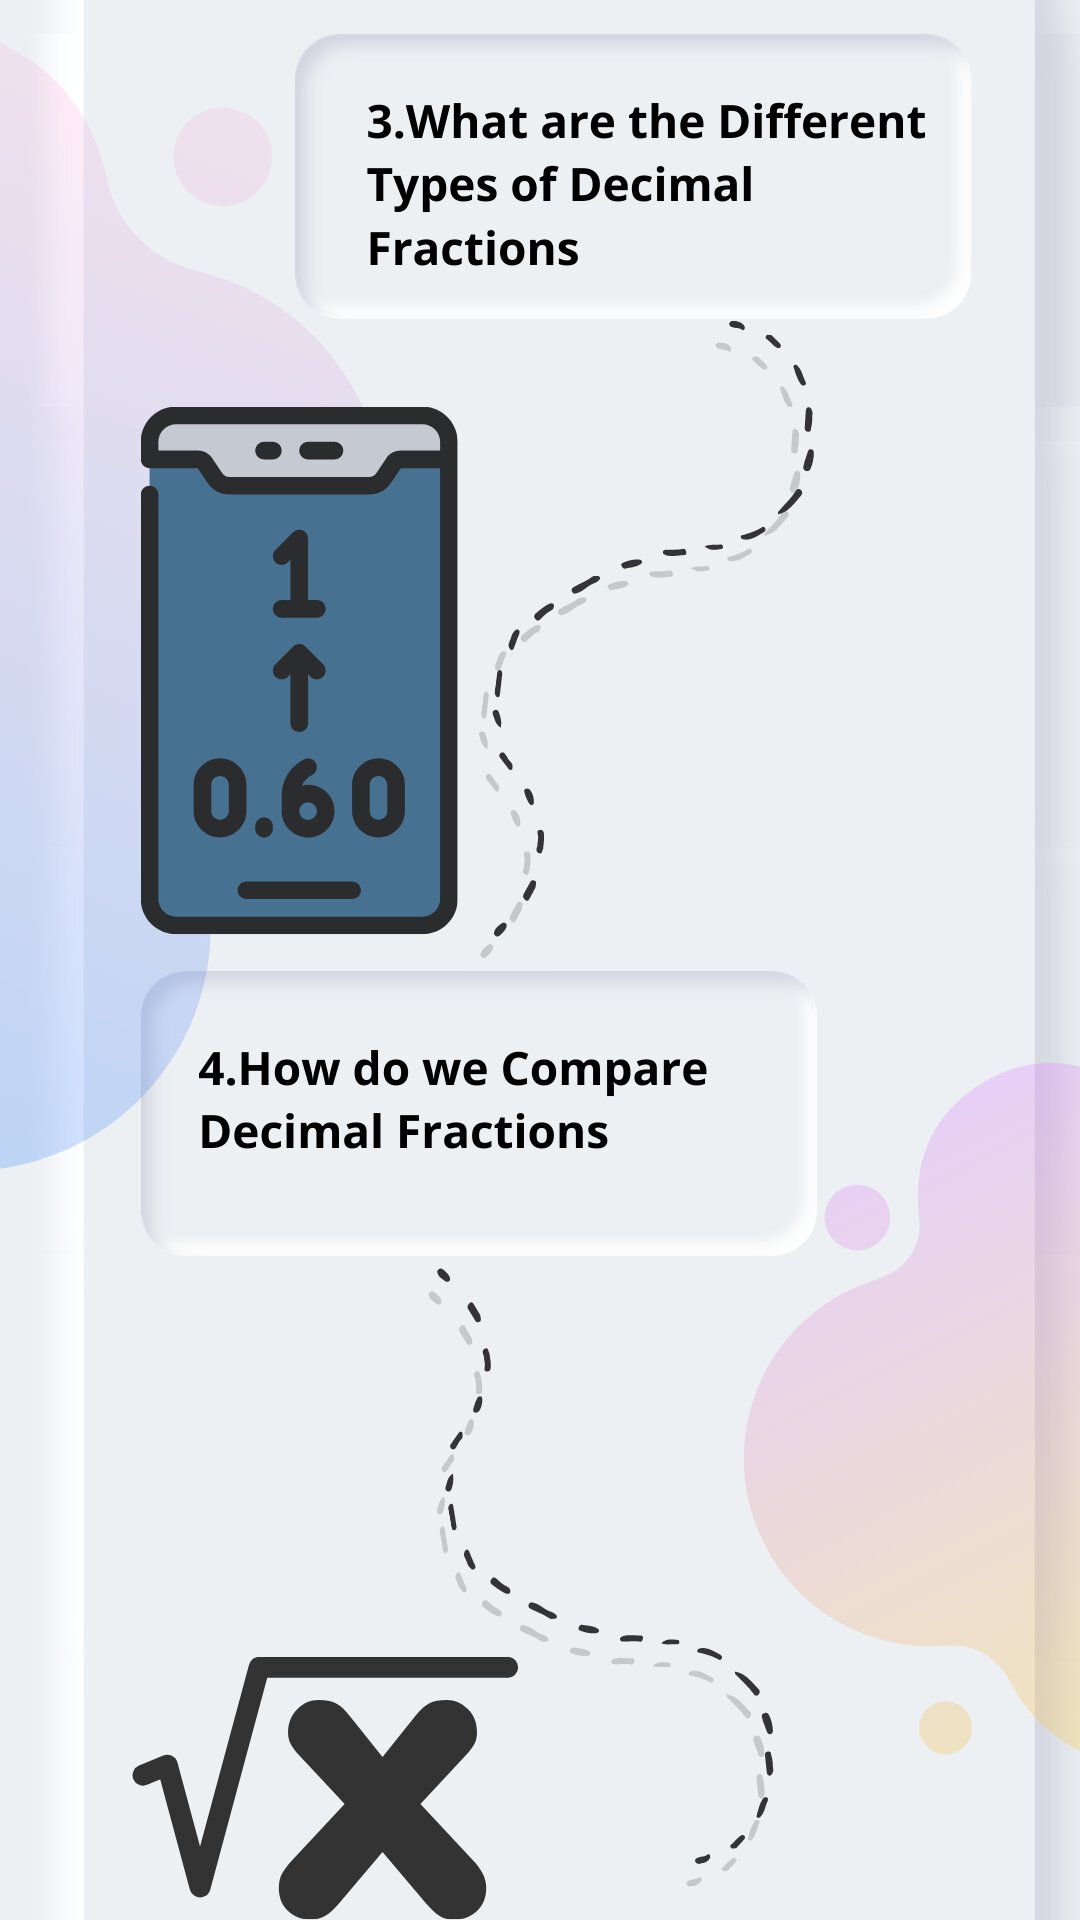 3.What are the Different
Types of Decimal
Fractions
1
0.60
4.How do we Compare
Decimal Fractions
√x